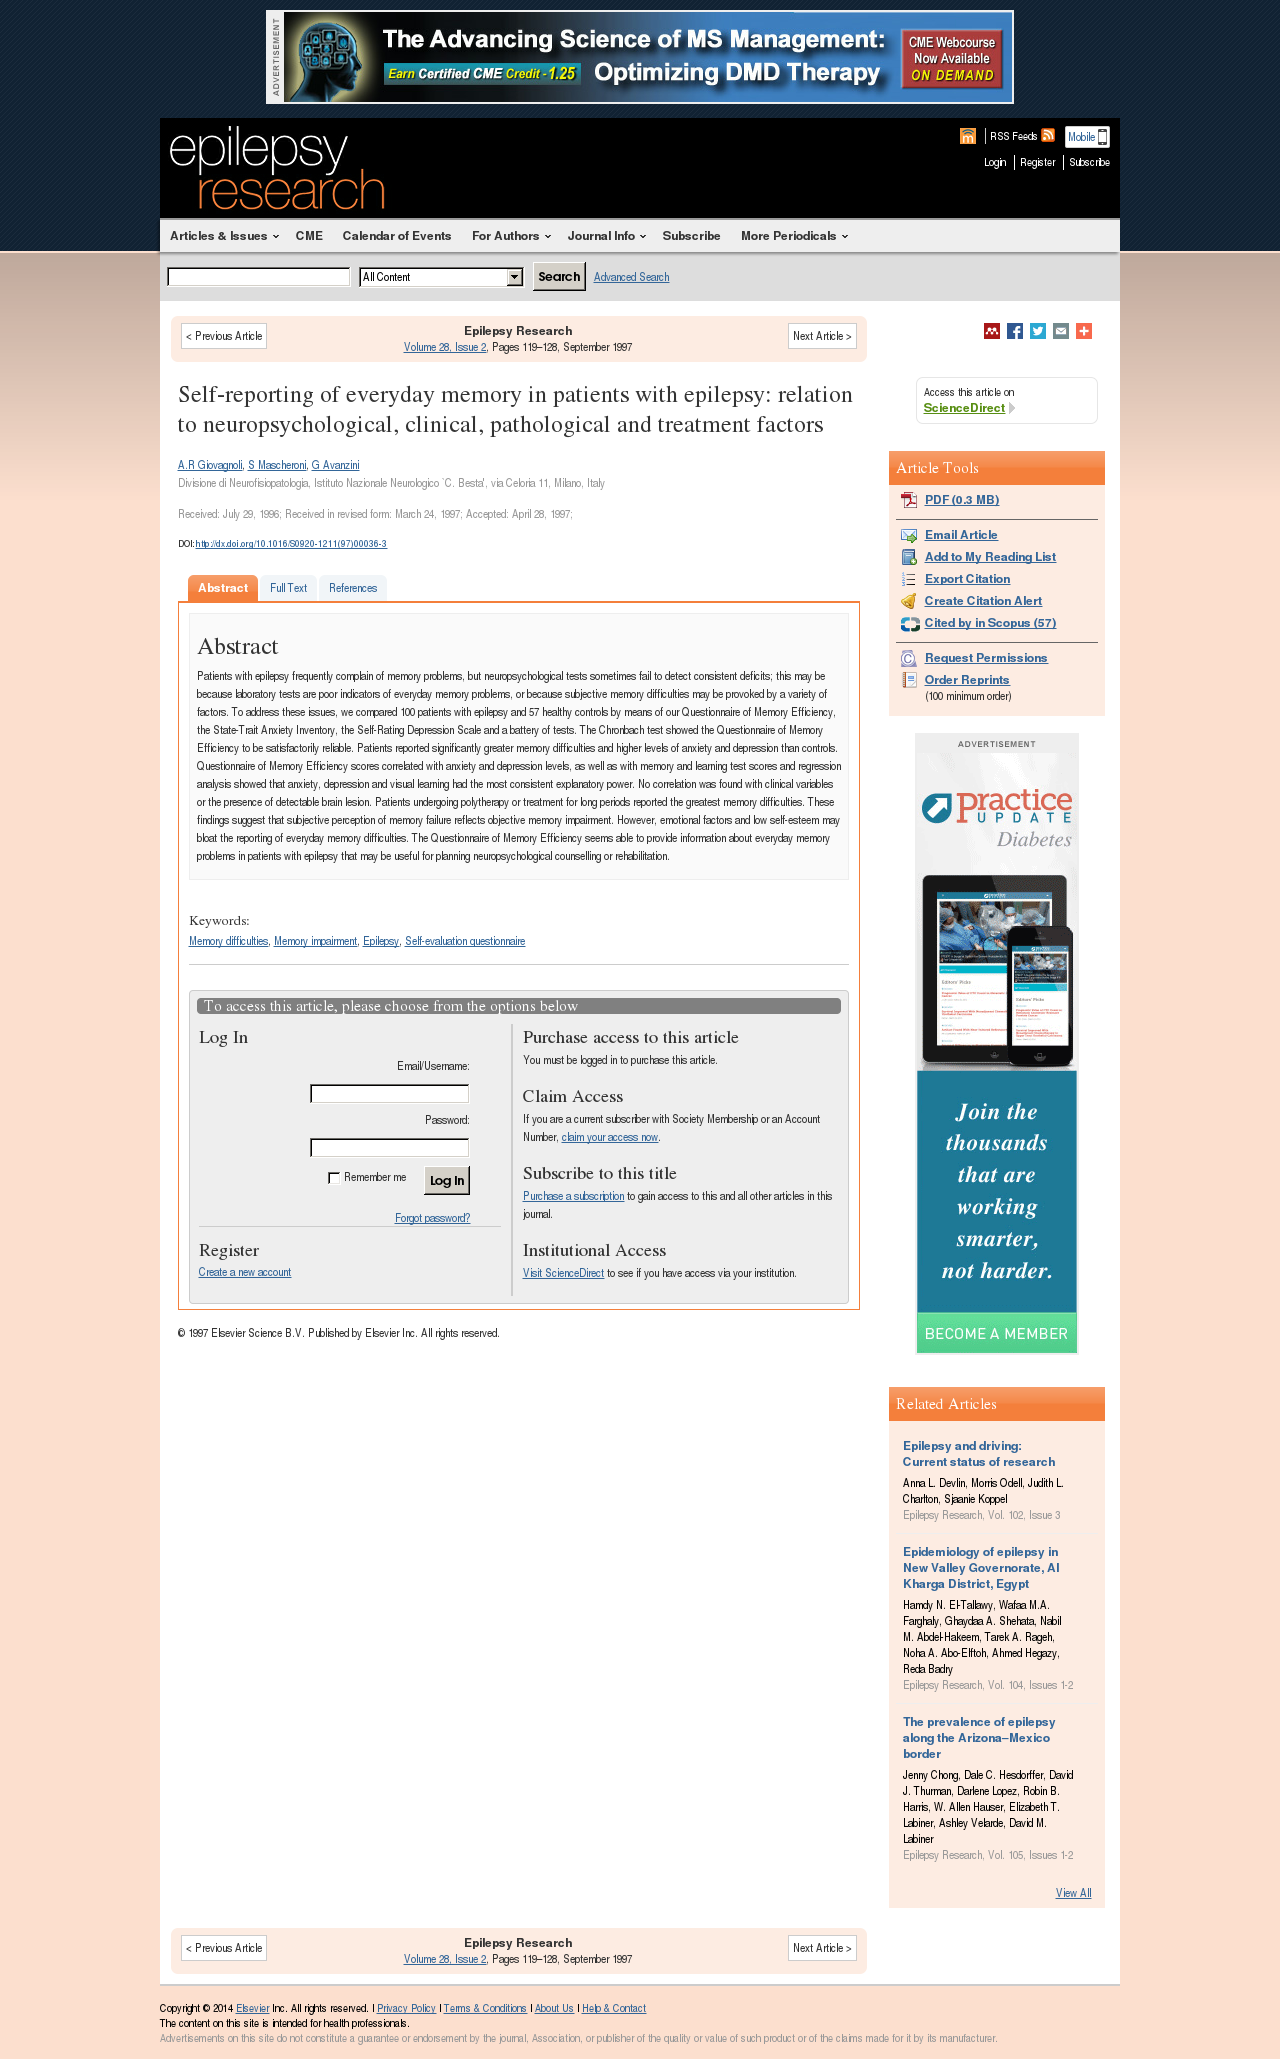 ADVERTISEMENT
The Advancing Science of MS Management:
Earn Certified CME Credit - 1.25 Optimizing DMD Therapy
CME Webcourse
Now Available
ON DEMAND
epilepsy
research
RSS Feeds Mobile
Login Register Subscribe
Articles & Issues CME Calendar of Events For Authors Journal Info Subscribe More Periodicals
All Content Search Advanced Search
< Previous Article Epilepsy Research Next Article >
Volume 28, Issue 2, Pages 119–128, September 1997
Self-reporting of everyday memory in patients with epilepsy: relation
to neuropsychological, clinical, pathological and treatment factors
A.R Giovagnoli, S Mascheroni, G Avanzini
Divisione di Neurofisiopatologia, Istituto Nazionale Neurologico `C. Besta', via Celoria 11, Milano, Italy
Received: July 29, 1996; Received in revised form: March 24, 1997; Accepted: April 28, 1997;
DOI: http://dx.doi.org/10.1016/S0920-1211(97)00036-3
Abstract Full Text References
Abstract
Patients with epilepsy frequently complain of memory problems, but neuropsychological tests sometimes fail to detect consistent deficits; this may be
because laboratory tests are poor indicators of everyday memory problems, or because subjective memory difficulties may be provoked by a variety of
factors. To address these issues, we compared 100 patients with epilepsy and 57 healthy controls by means of our Questionnaire of Memory Efficiency,
the State-Trait Anxiety Inventory, the Self-Rating Depression Scale and a battery of tests. The Chronbach test showed the Questionnaire of Memory
Efficiency to be satisfactorily reliable. Patients reported significantly greater memory difficulties and higher levels of anxiety and depression than controls.
Questionnaire of Memory Efficiency scores correlated with anxiety and depression levels, as well as with memory and learning test scores and regression
analysis showed that anxiety, depression and visual learning had the most consistent explanatory power. No correlation was found with clinical variables
or the presence of detectable brain lesion. Patients undergoing polytherapy or treatment for long periods reported the greatest memory difficulties. These
findings suggest that subjective perception of memory failure reflects objective memory impairment. However, emotional factors and low self-esteem may
bloat the reporting of everyday memory difficulties. The Questionnaire of Memory Efficiency seems able to provide information about everyday memory
problems in patients with epilepsy that may be useful for planning neuropsychological counselling or rehabilitation.
Keywords:
Memory difficulties, Memory impairment, Epilepsy, Self-evaluation questionnaire
To access this article, please choose from the options below
Log In
Email/Username:
Password:
Remember me Log In
Forgot password?
Register
Create a new account
Purchase access to this article
You must be logged in to purchase this article.
Claim Access
If you are a current subscriber with Society Membership or an Account
Number, claim your access now.
Subscribe to this title
Purchase a subscription to gain access to this and all other articles in this
journal.
Institutional Access
Visit ScienceDirect to see if you have access via your institution.
© 1997 Elsevier Science B.V. Published by Elsevier Inc. All rights reserved.
Access this article on
ScienceDirect
Article Tools
PDF (0.3 MB)
Email Article
Add to My Reading List
Export Citation
Create Citation Alert
Cited by in Scopus (57)
Request Permissions
Order Reprints
(100 minimum order)
ADVERTISEMENT
practice
UPDATE
Diabetes
Join the
thousands
that are
working
smarter,
not harder.
BECOME A MEMBER
Related Articles
Epilepsy and driving:
Current status of research
Anna L. Devlin, Morris Odell, Judith L.
Charlton, Sjaanie Koppel
Epilepsy Research, Vol. 102, Issue 3
Epidemiology of epilepsy in
New Valley Governorate, Al
Kharga District, Egypt
Hamdy N. El-Tallawy, Wafaa M.A.
Farghaly, Ghaydaa A. Shehata, Nabil
M. Abdel-Hakeem, Tarek A. Rageh,
Noha A. Abo-Elftoh, Ahmed Hegazy,
Reda Badry
Epilepsy Research, Vol. 104, Issues 1-2
The prevalence of epilepsy
along the Arizona–Mexico
border
Jenny Chong, Dale C. Hesdorffer, David
J. Thurman, Darlene Lopez, Robin B.
Harris, W. Allen Hauser, Elizabeth T.
Labiner, Ashley Velarde, David M.
Labiner
Epilepsy Research, Vol. 105, Issues 1-2
View All
< Previous Article Epilepsy Research Next Article >
Volume 28, Issue 2, Pages 119–128, September 1997
Copyright © 2014 Elsevier Inc. All rights reserved. | Privacy Policy | Terms & Conditions | About Us | Help & Contact
The content on this site is intended for health professionals.
Advertisements on this site do not constitute a guarantee or endorsement by the journal, Association, or publisher of the quality or value of such product or of the claims made for it by its manufacturer.